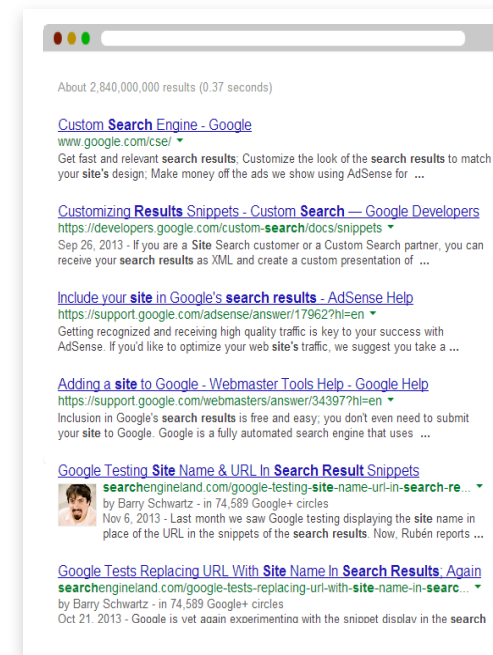 About 2,840,000,000 results (0.37 seconds)
Custom Search Engine - Google
www.google.com/cse/
Get fast and relevant search results; Customize the look of the search results to match
your site's design; Make money off the ads we show using AdSense for ...
Customizing Results Snippets - Custom Search — Google Developers
https://developers.google.com/custom-search/docs/snippets
Sep 26, 2013 - If you are a Site Search customer or a Custom Search partner, you can
receive your search results as XML and create a custom presentation of ...
Include your site in Google's search results - AdSense Help
https://support.google.com/adsense/answer/17962?hl=en
Getting recognized and receiving high quality traffic is key to your success with
AdSense. If you'd like to optimize your web site's traffic, we suggest you take a ...
Adding a site to Google - Webmaster Tools Help - Google Help
https://support.google.com/webmasters/answer/34397?hl=en
Inclusion in Google's search results is free and easy; you don't even need to submit
your site to Google. Google is a fully automated search engine that uses ...
Google Testing Site Name & URL In Search Result Snippets
searchengineland.com/google-testing-site-name-url-in-search-re...
by Barry Schwartz - in 74,589 Google+ circles
Nov 6, 2013 - Last month we saw Google testing displaying the site name in
place of the URL in the snippets of the search results. Now, Rubén reports ...
Google Tests Replacing URL With Site Name In Search Results; Again
searchengineland.com/google-tests-replacing-url-with-site-name-in-searc...
by Barry Schwartz - in 74,589 Google+ circles
Oct 21, 2013 - Google is yet again experimenting with the snippet display in the search